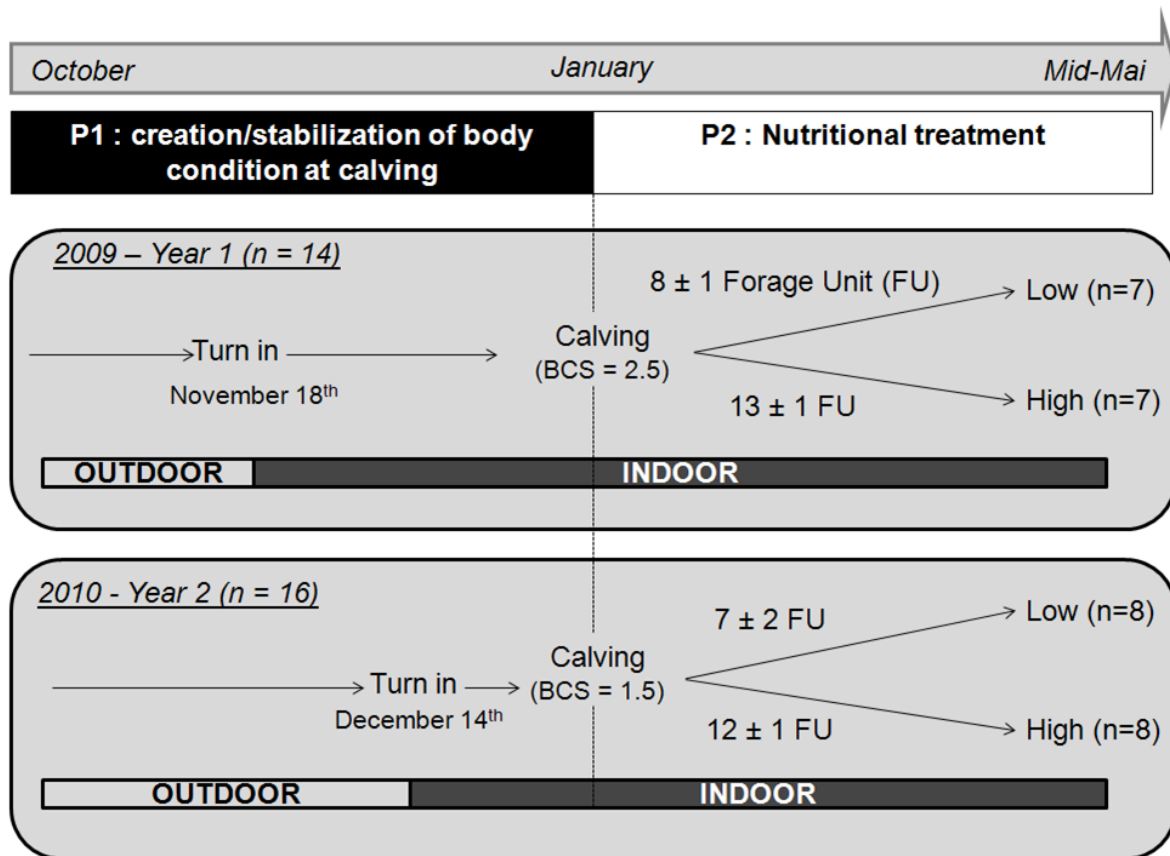 October January Mid-Mai
P1 : creation/stabilization of body
condition at calving
P2 : Nutritional treatment
2009 – Year 1 (n = 14)
8 ± 1 Forage Unit (FU)
Low (n=7)
Turn in
November 18th
Calving
(BCS = 2.5)
13 ± 1 FU
High (n=7)
OUTDOOR INDOOR
2010 - Year 2 (n = 16)
7 ± 2 FU
Low (n=8)
Turn in
December 14th
Calving
(BCS = 1.5)
12 ± 1 FU
High (n=8)
OUTDOOR INDOOR